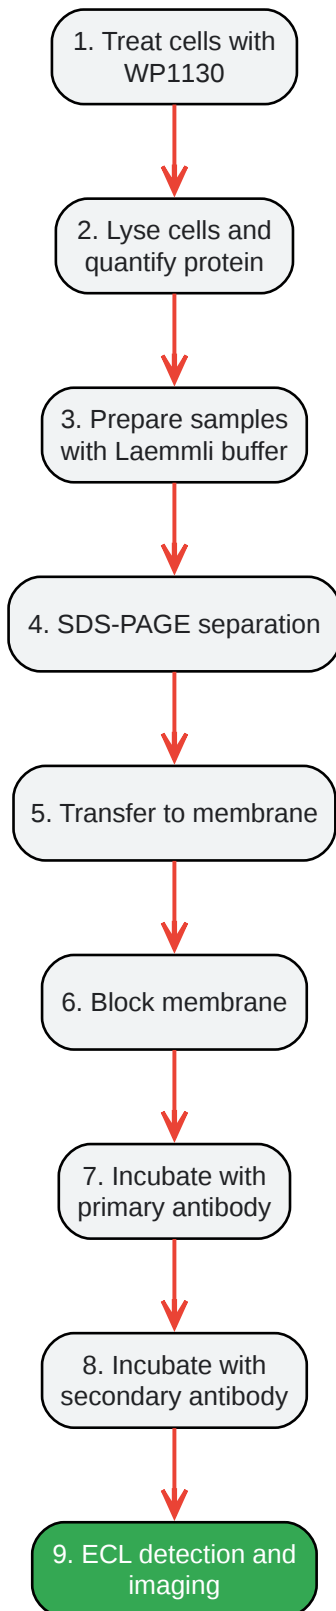 1. Treat cells with
WP1130
2. Lyse cells and
quantify protein
3. Prepare samples
with Laemmli buffer
4. SDS-PAGE separation
5. Transfer to membrane
6. Block membrane
7. Incubate with
primary antibody
8. Incubate with
secondary antibody
9. ECL detection and
imaging